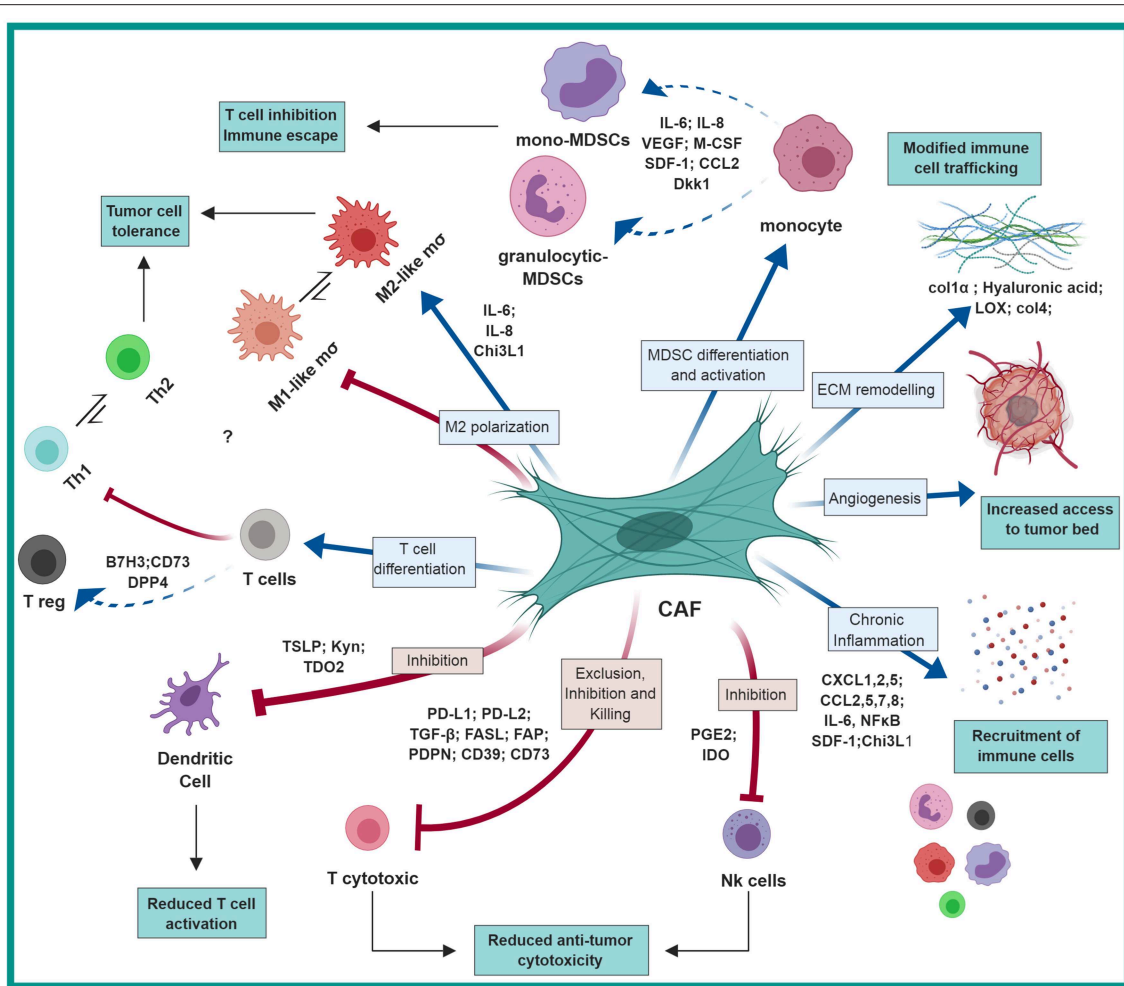 T cell inhibition
Immune escape
mono-MDSCs
IL-6; IL-8
VEGF; M-CSF
SDF-1; CCL2
Dkk1
monocyte
granulocytic-
MDSCs
Modified immune
cell trafficking
col1α ; Hyaluronic acid;
LOX; col4;
Tumor cell
tolerance
M2-like mσ
M1-like mσ
IL-6;
IL-8
Chi3L1
MDSC differentiation
and activation
ECM remodelling
Th2
Th1
?
M2 polarization
Angiogenesis
Increased access
to tumor bed
T cells
T cell
differentiation
B7H3;CD73
DPP4
T reg
CAF
Chronic
Inflammation
CXCL1,2,5;
CCL2,5,7,8;
IL-6, NFκB
SDF-1;Chi3L1
Recruitment of
immune cells
TSLP; Kyn;
TDO2
Inhibition
Dendritic
Cell
Exclusion,
Inhibition and
Killing
PD-L1; PD-L2;
TGF-β; FASL; FAP;
PDPN; CD39; CD73
Inhibition
PGE2;
IDO
T cytotoxic
Nk cells
Reduced T cell
activation
Reduced anti-tumor
cytotoxicity